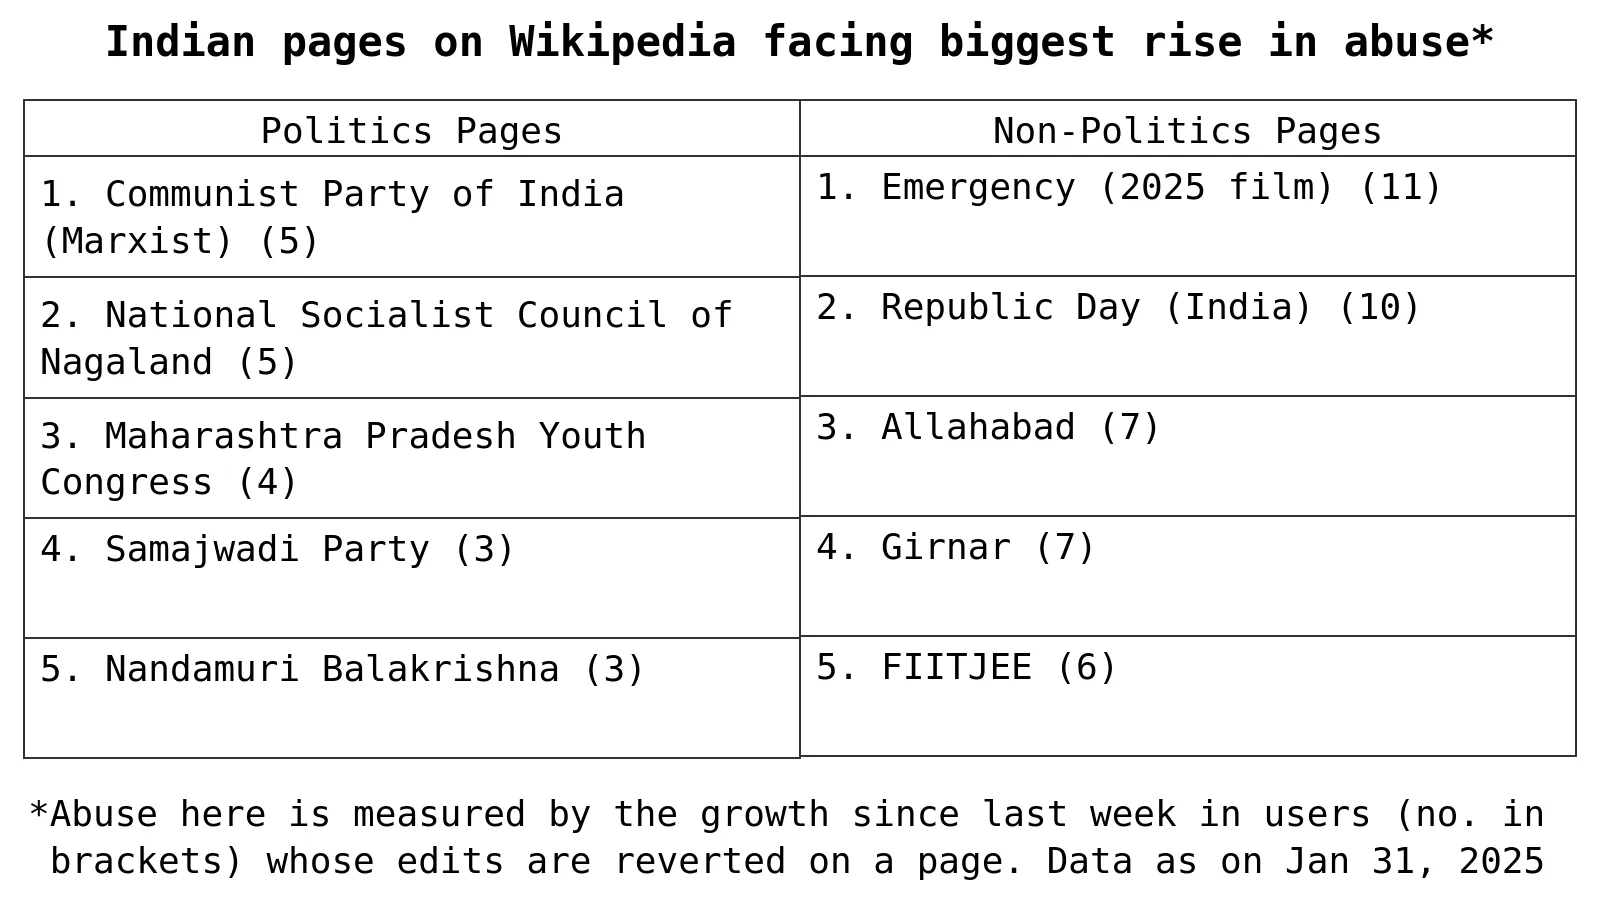 Indian pages on Wikipedia facing biggest rise in abuse*
Politics Pages
1. Communist Party of India
(Marxist) (5)
2. National Socialist Council of
Nagaland (5)
3. Maharashtra Pradesh Youth
Congress (4)
4. Samajwadi Party (3)
5. Nandamuri Balakrishna (3)
Non-Politics Pages
1. Emergency (2025 film) (11)
2. Republic Day (India) (10)
3. Allahabad (7)
4. Girnar (7)
5. FIITJEE (6)
*Abuse here is measured by the growth since last week in users (no. in
brackets) whose edits are reverted on a page. Data as on Jan 31, 2025